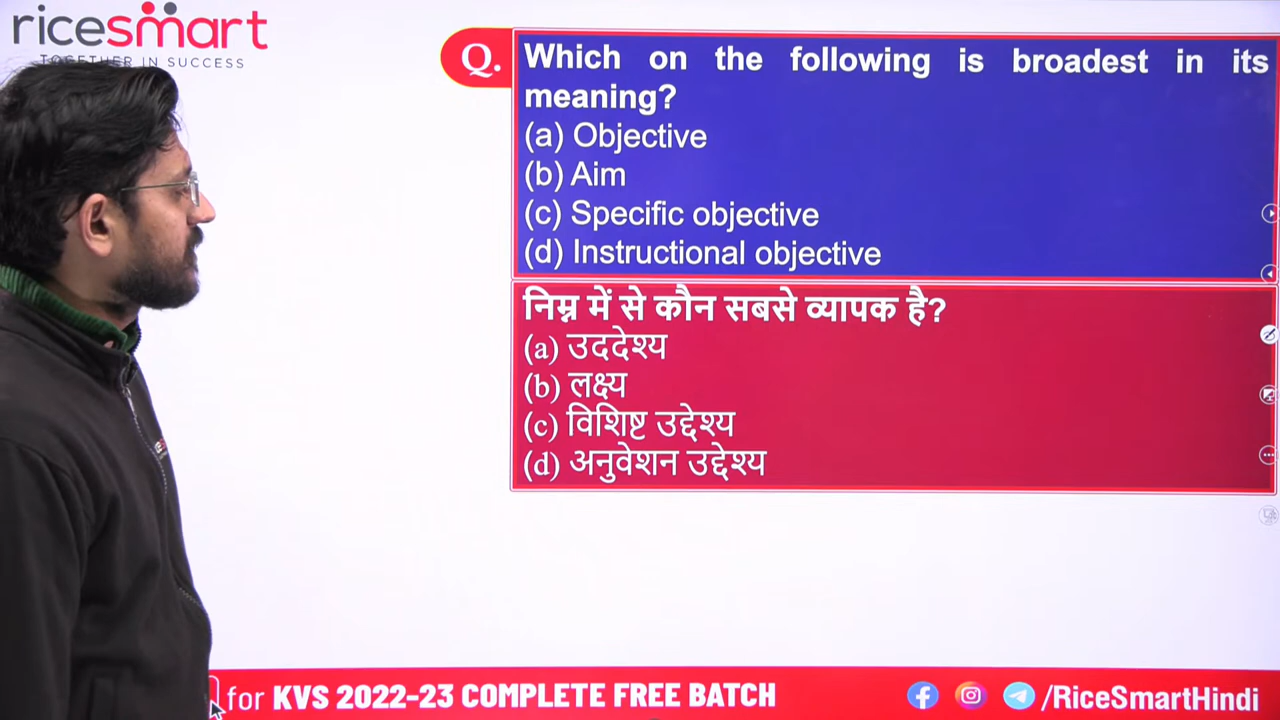 ricesmart
TOGETHER IN SUCCESS
Q.
Which on the following is broadest in its
meaning?
(a) Objective
(b) Aim
(c) Specific objective
(d) Instructional objective
निम्न में से कौन सबसे व्यापक है?
(a) उददेश्य
(b) लक्ष्य
(c) विशिष्ट उद्देश्य
(d) अनुवेशन उद्देश्य
for KVS 2022-23 COMPLETE FREE BATCH
/RiceSmartHindi